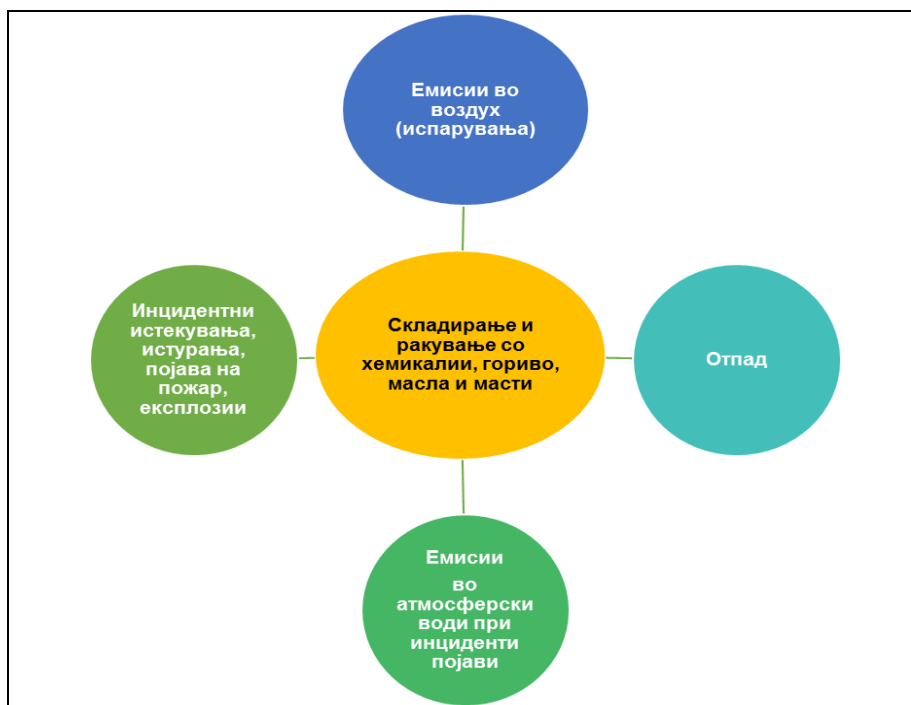 Емисии во
воздух
(испарувања)
Инцидентни
истекувања,
истурања,
појава на
пожар,
експлозии
Складирање и
ракување со
хемикалии, гориво,
масла и масти
Отпад
Емисии
во
атмосферски
води при
инциденти
појави